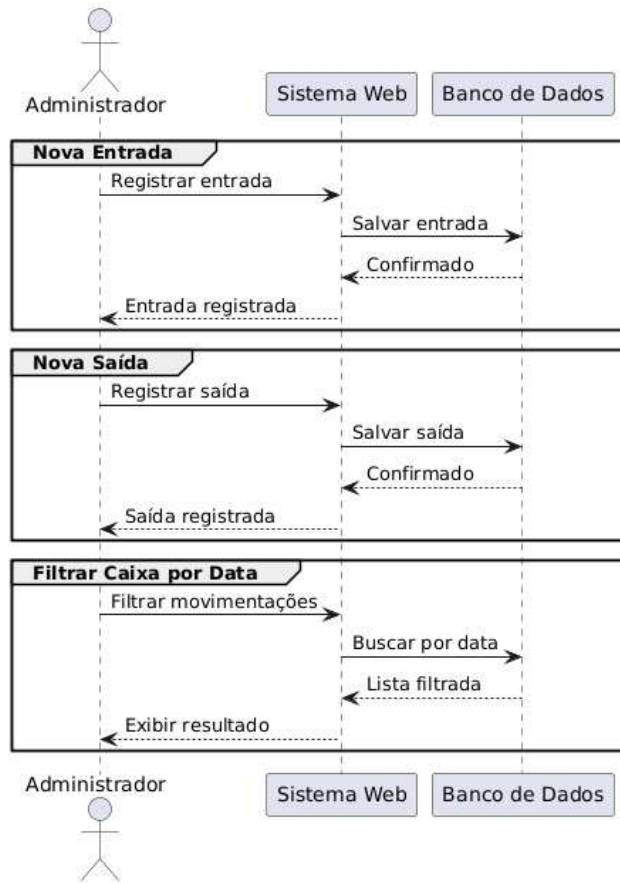 Administrador
Sistema Web
Banco de Dados
Nova Entrada
Registrar entrada
Salvar entrada
Confirmado
Entrada registrada
Nova Saída
Registrar saída
Salvar saída
Confirmado
Saída registrada
Filtrar Caixa por Data
Filtrar movimentações
Buscar por data
Lista filtrada
Exibir resultado
Administrador
Sistema Web
Banco de Dados